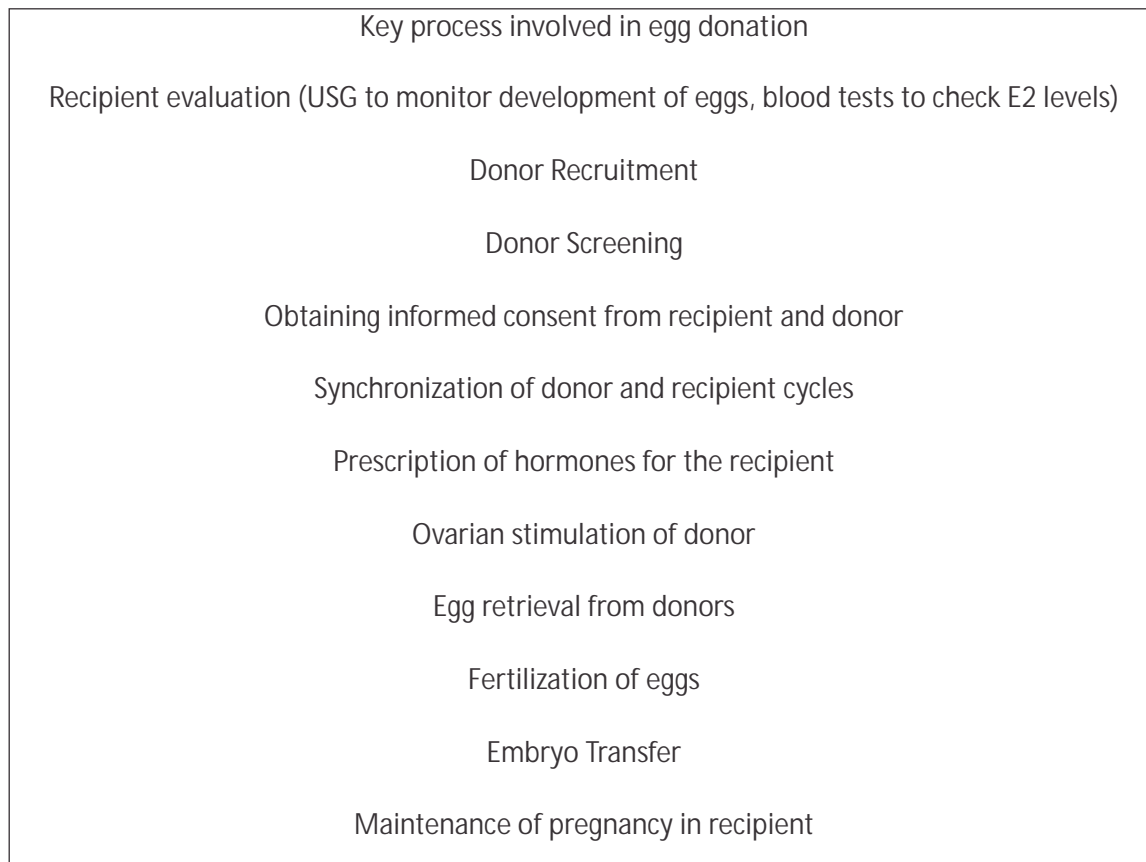 Key process involved in egg donation
Recipient evaluation (USG to monitor development of eggs, blood tests to check E2 levels)
Donor Recruitment
Donor Screening
Obtaining informed consent from recipient and donor
Synchronization of donor and recipient cycles
Prescription of hormones for the recipient
Ovarian stimulation of donor
Egg retrieval from donors
Fertilization of eggs
Embryo Transfer
Maintenance of pregnancy in recipient